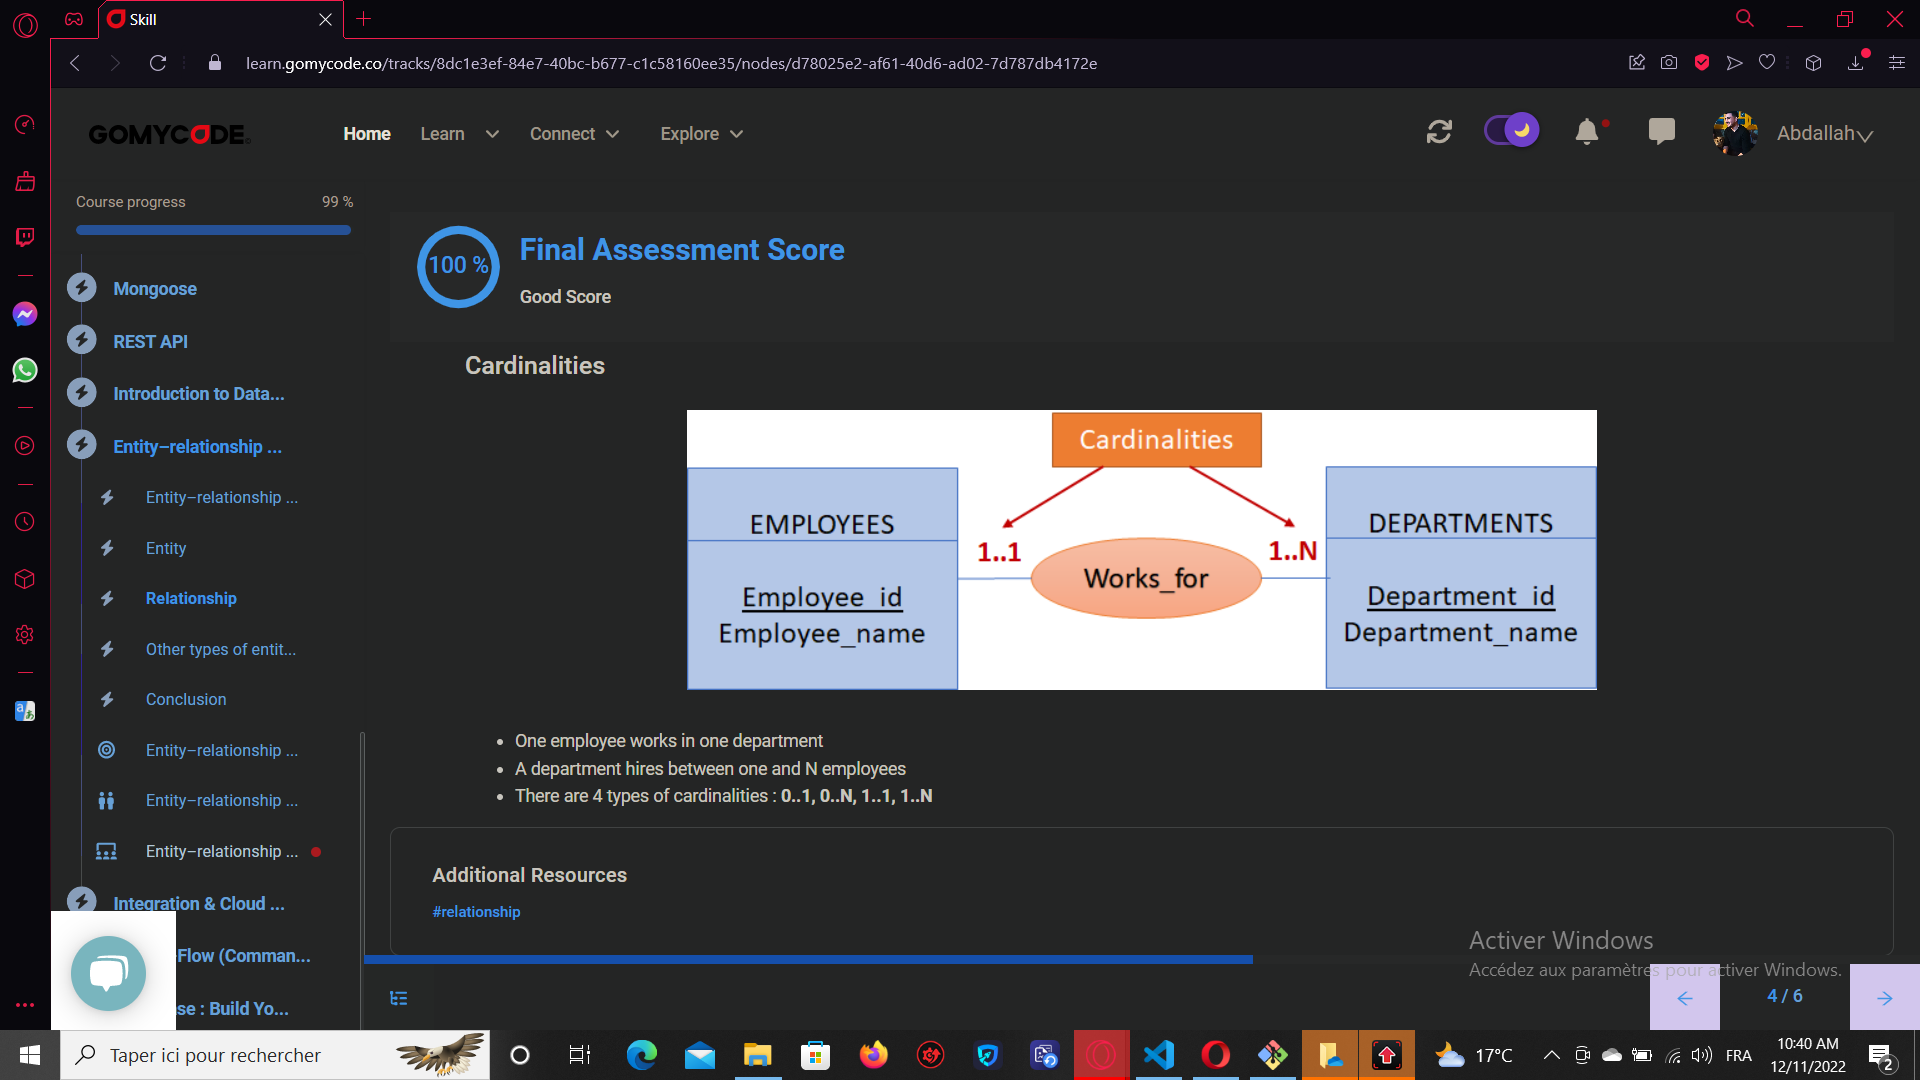 Skill
learn.gomycode.co/tracks/8dc1e3ef-84e7-40bc-b677-c1c58160ee35/nodes/d78025e2-af61-40d6-ad02-7d787db4172e
GOMYCODE
Home
Learn
Connect
Explore
Abdallah
Course progress
99 %
Mongoose
REST API
Introduction to Data...
Entity–relationship ...
Entity–relationship ...
Entity
Relationship
Other types of entit...
Conclusion
Entity–relationship ...
Entity–relationship ...
Entity–relationship ...
Integration & Cloud ...
Flow (Comman...
se : Build Yo...
100 %
Final Assessment Score
Good Score
Cardinalities
Cardinalities
EMPLOYEES
Employee_id
Employee_name
1..1
Works_for
1..N
DEPARTMENTS
Department_id
Department_name
• One employee works in one department
• A department hires between one and N employees
• There are 4 types of cardinalities : 0..1, 0..N, 1..1, 1..N
Additional Resources
#relationship
Activer Windows
Accédez aux paramètres pour activer Windows.
4 / 6
Taper ici pour rechercher
17°C
FRA
10:40 AM
12/11/2022
2